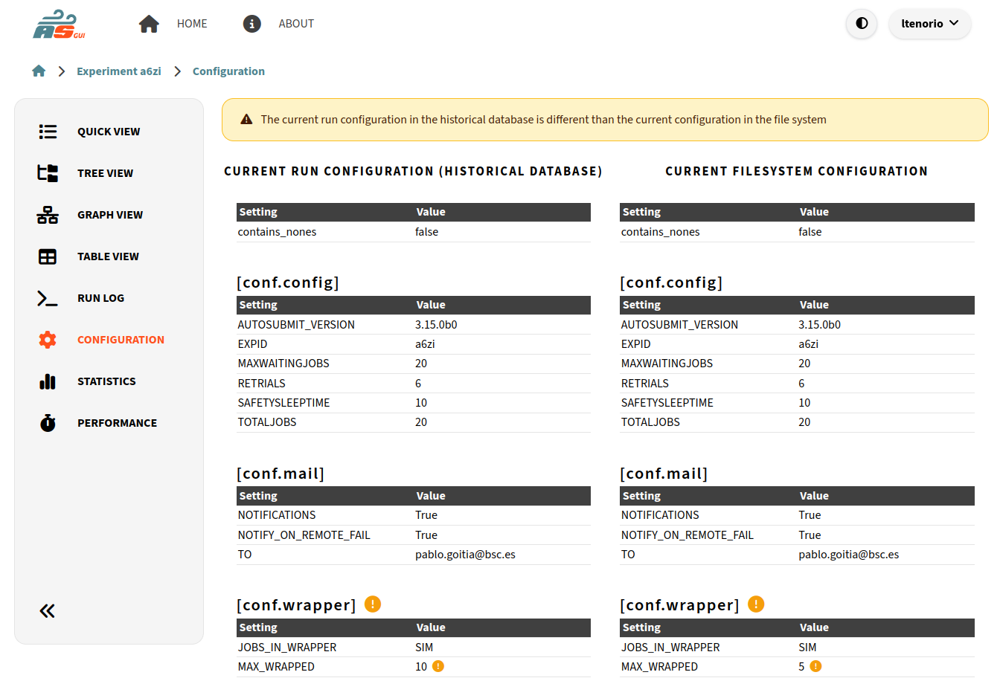 AS GUI
HOME
ABOUT
ltenorio
Experiment a6zi
Configuration
QUICK VIEW
TREE VIEW
GRAPH VIEW
TABLE VIEW
RUN LOG
CONFIGURATION
STATISTICS
PERFORMANCE
The current run configuration in the historical database is different than the current configuration in the file system
CURRENT RUN CONFIGURATION (HISTORICAL DATABASE)
Setting Value
contains_nones false
[conf.config]
Setting Value
AUTOSUBMIT_VERSION 3.15.0b0
EXPID a6zi
MAXWAITINGJOBS 20
RETRIALS 6
SAFETYSLEEPTIME 10
TOTALJOBS 20
[conf.mail]
Setting Value
NOTIFICATIONS True
NOTIFY_ON_REMOTE_FAIL True
TO pablo.goitia@bsc.es
[conf.wrapper]
Setting Value
JOBS_IN_WRAPPER SIM
MAX_WRAPPED 10
CURRENT FILESYSTEM CONFIGURATION
Setting Value
contains_nones false
[conf.config]
Setting Value
AUTOSUBMIT_VERSION 3.15.0b0
EXPID a6zi
MAXWAITINGJOBS 20
RETRIALS 6
SAFETYSLEEPTIME 10
TOTALJOBS 20
[conf.mail]
Setting Value
NOTIFICATIONS True
NOTIFY_ON_REMOTE_FAIL True
TO pablo.goitia@bsc.es
[conf.wrapper]
Setting Value
JOBS_IN_WRAPPER SIM
MAX_WRAPPED 5